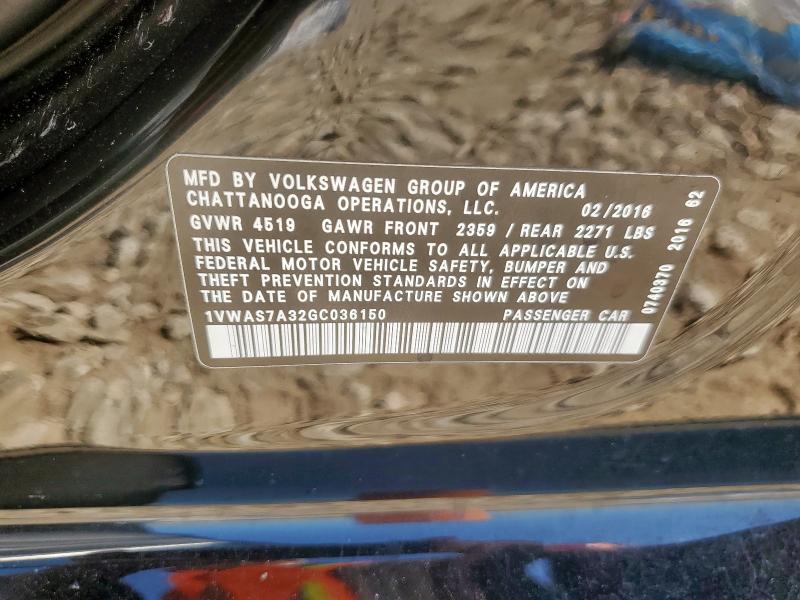 MFD BY VOLKSWAGEN GROUP OF AMERICA
CHATTANOOGA OPERATIONS, LLC. 02/2016
GVWR 4519 GAWR FRONT 2359 / REAR 2271 LBS
THIS VEHICLE CONFORMS TO ALL APPLICABLE U.S.
FEDERAL MOTOR VEHICLE SAFETY, BUMPER AND
THEFT PREVENTION STANDARDS IN EFFECT ON
THE DATE OF MANUFACTURE SHOWN ABOVE
1VWAS7A32GC036150 PASSENGER CAR
0740370 2016 62